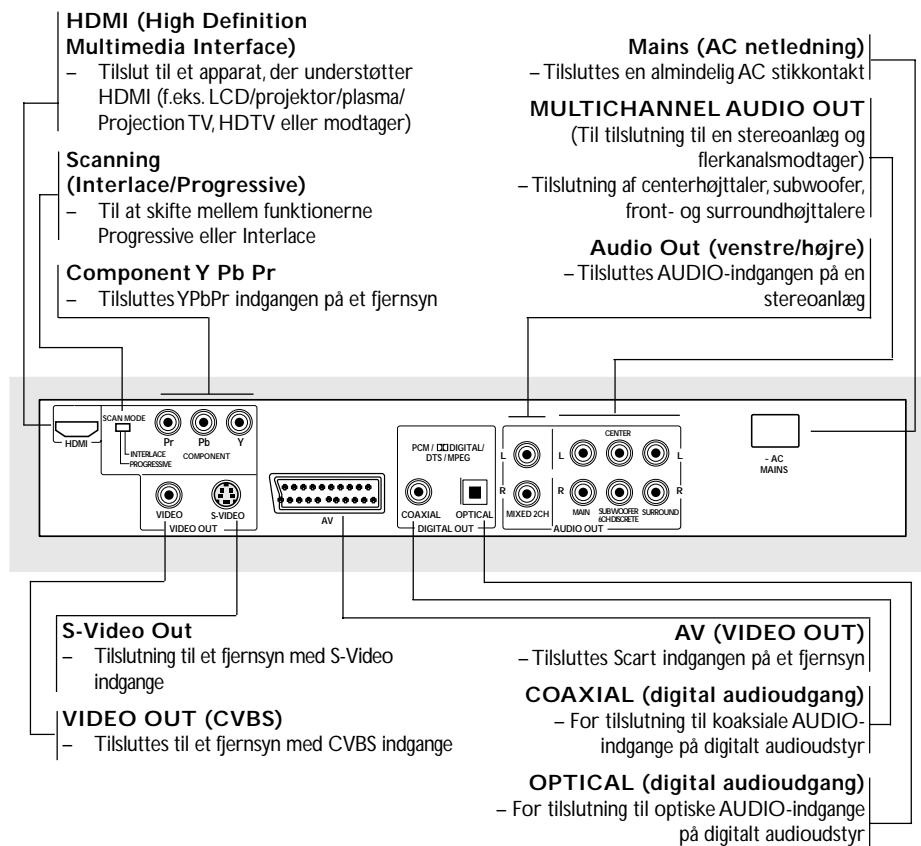 HDMI (High Definition
Multimedia Interface)
– Tilslut til et apparat, der understøtter
HDMI (f.eks. LCD/projektor/plasma/
Projection TV, HDTV eller modtager)
Scanning
(Interlace/Progressive)
– Til at skifte mellem funktionerne
Progressive eller Interlace
Component Y Pb Pr
– Tilsluttes YPbPr indgangen på et fjernsyn
Mains (AC netledning)
– Tilsluttes en almindelig AC stikkontakt
MULTICHANNEL AUDIO OUT
(Til tilslutning til en stereoanlæg og
flerkanalsmodtager)
– Tilslutning af centerhøjttaler, subwoofer,
front- og surroundhøjttalere
Audio Out (venstre/højre)
– Tilsluttes AUDIO-indgangen på en
stereoanlæg
HDMI
SCAN MODE
INTERLACE
PROGRESSIVE
Pr Pb Y
COMPONENT
VIDEO S-VIDEO
VIDEO OUT
AV
PCM / DIGITAL/
DTS / MPEG
COAXIAL OPTICAL
DIGITAL OUT
L
R
MIXED 2CH
CENTER
L L
R R
MAIN SUBWOOFER SURROUND
6CH DISCRETE
AUDIO OUT
~ AC
MAINS
S-Video Out
– Tilslutning til et fjernsyn med S-Video
indgange
VIDEO OUT (CVBS)
– Tilsluttes til et fjernsyn med CVBS indgange
AV (VIDEO OUT)
– Tilsluttes Scart indgangen på et fjernsyn
COAXIAL (digital audioudgang)
– For tilslutning til koaksiale AUDIO-
indgange på digitalt audioudstyr
OPTICAL (digital audioudgang)
– For tilslutning til optiske AUDIO-indgange
på digitalt audioudstyr